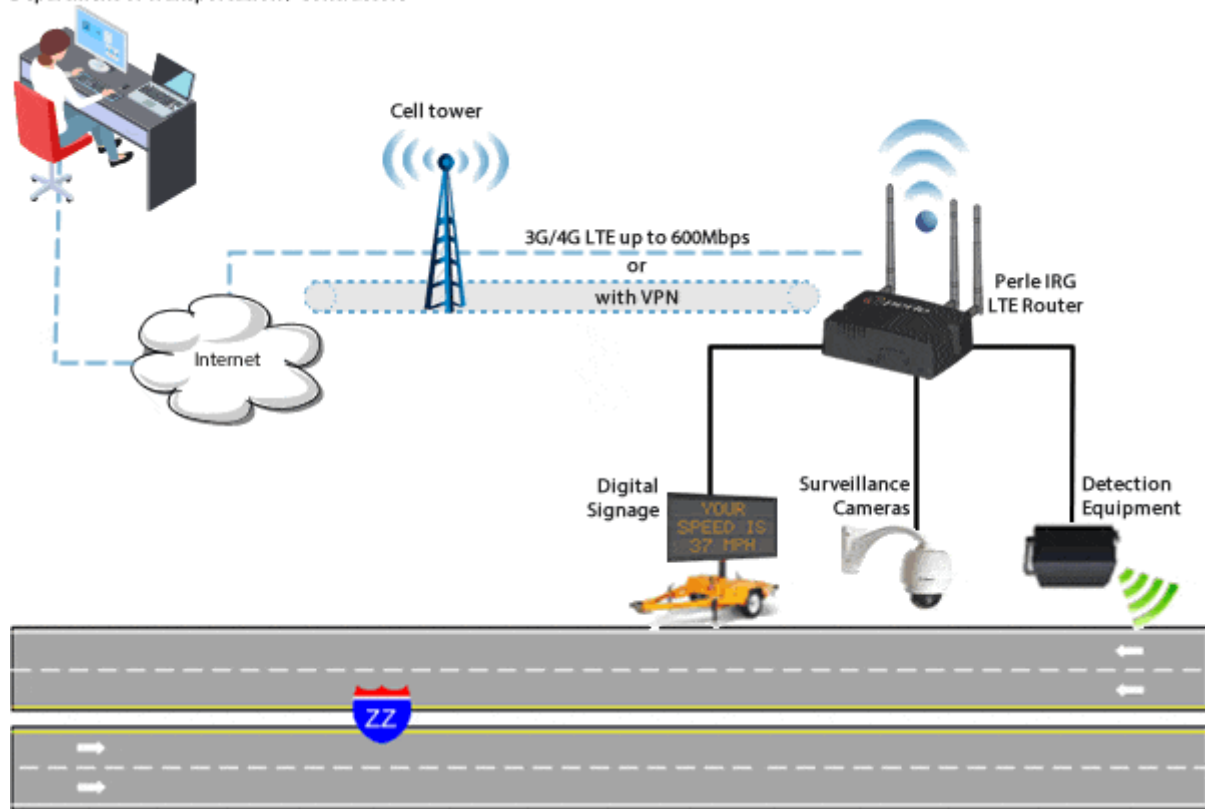 Cell tower
3G/4G LTE up to 600Mbps
or
with VPN
Perle IRG
LTE Router
Internet
Digital
Signage
YOUR
SPEED IS
37 MPH
Surveillance
Cameras
Detection
Equipment
ZZ